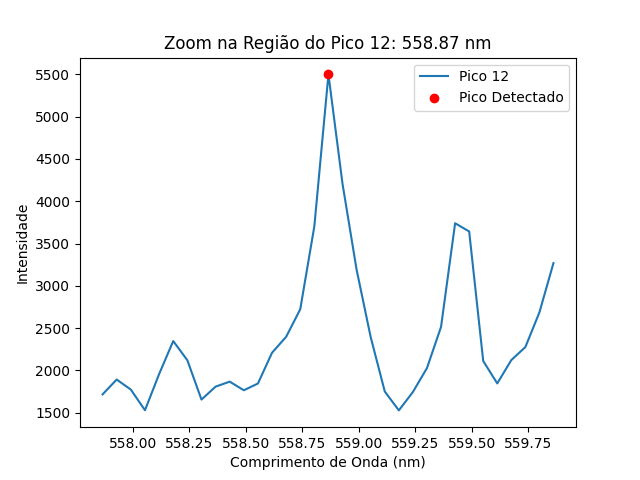 Zoom na Região do Pico 12: 558.87 nm
Pico 12
Pico Detectado
Intensidade
5500
5000
4500
4000
3500
3000
2500
2000
1500
558.00 558.25 558.50 558.75 559.00 559.25 559.50 559.75
Comprimento de Onda (nm)